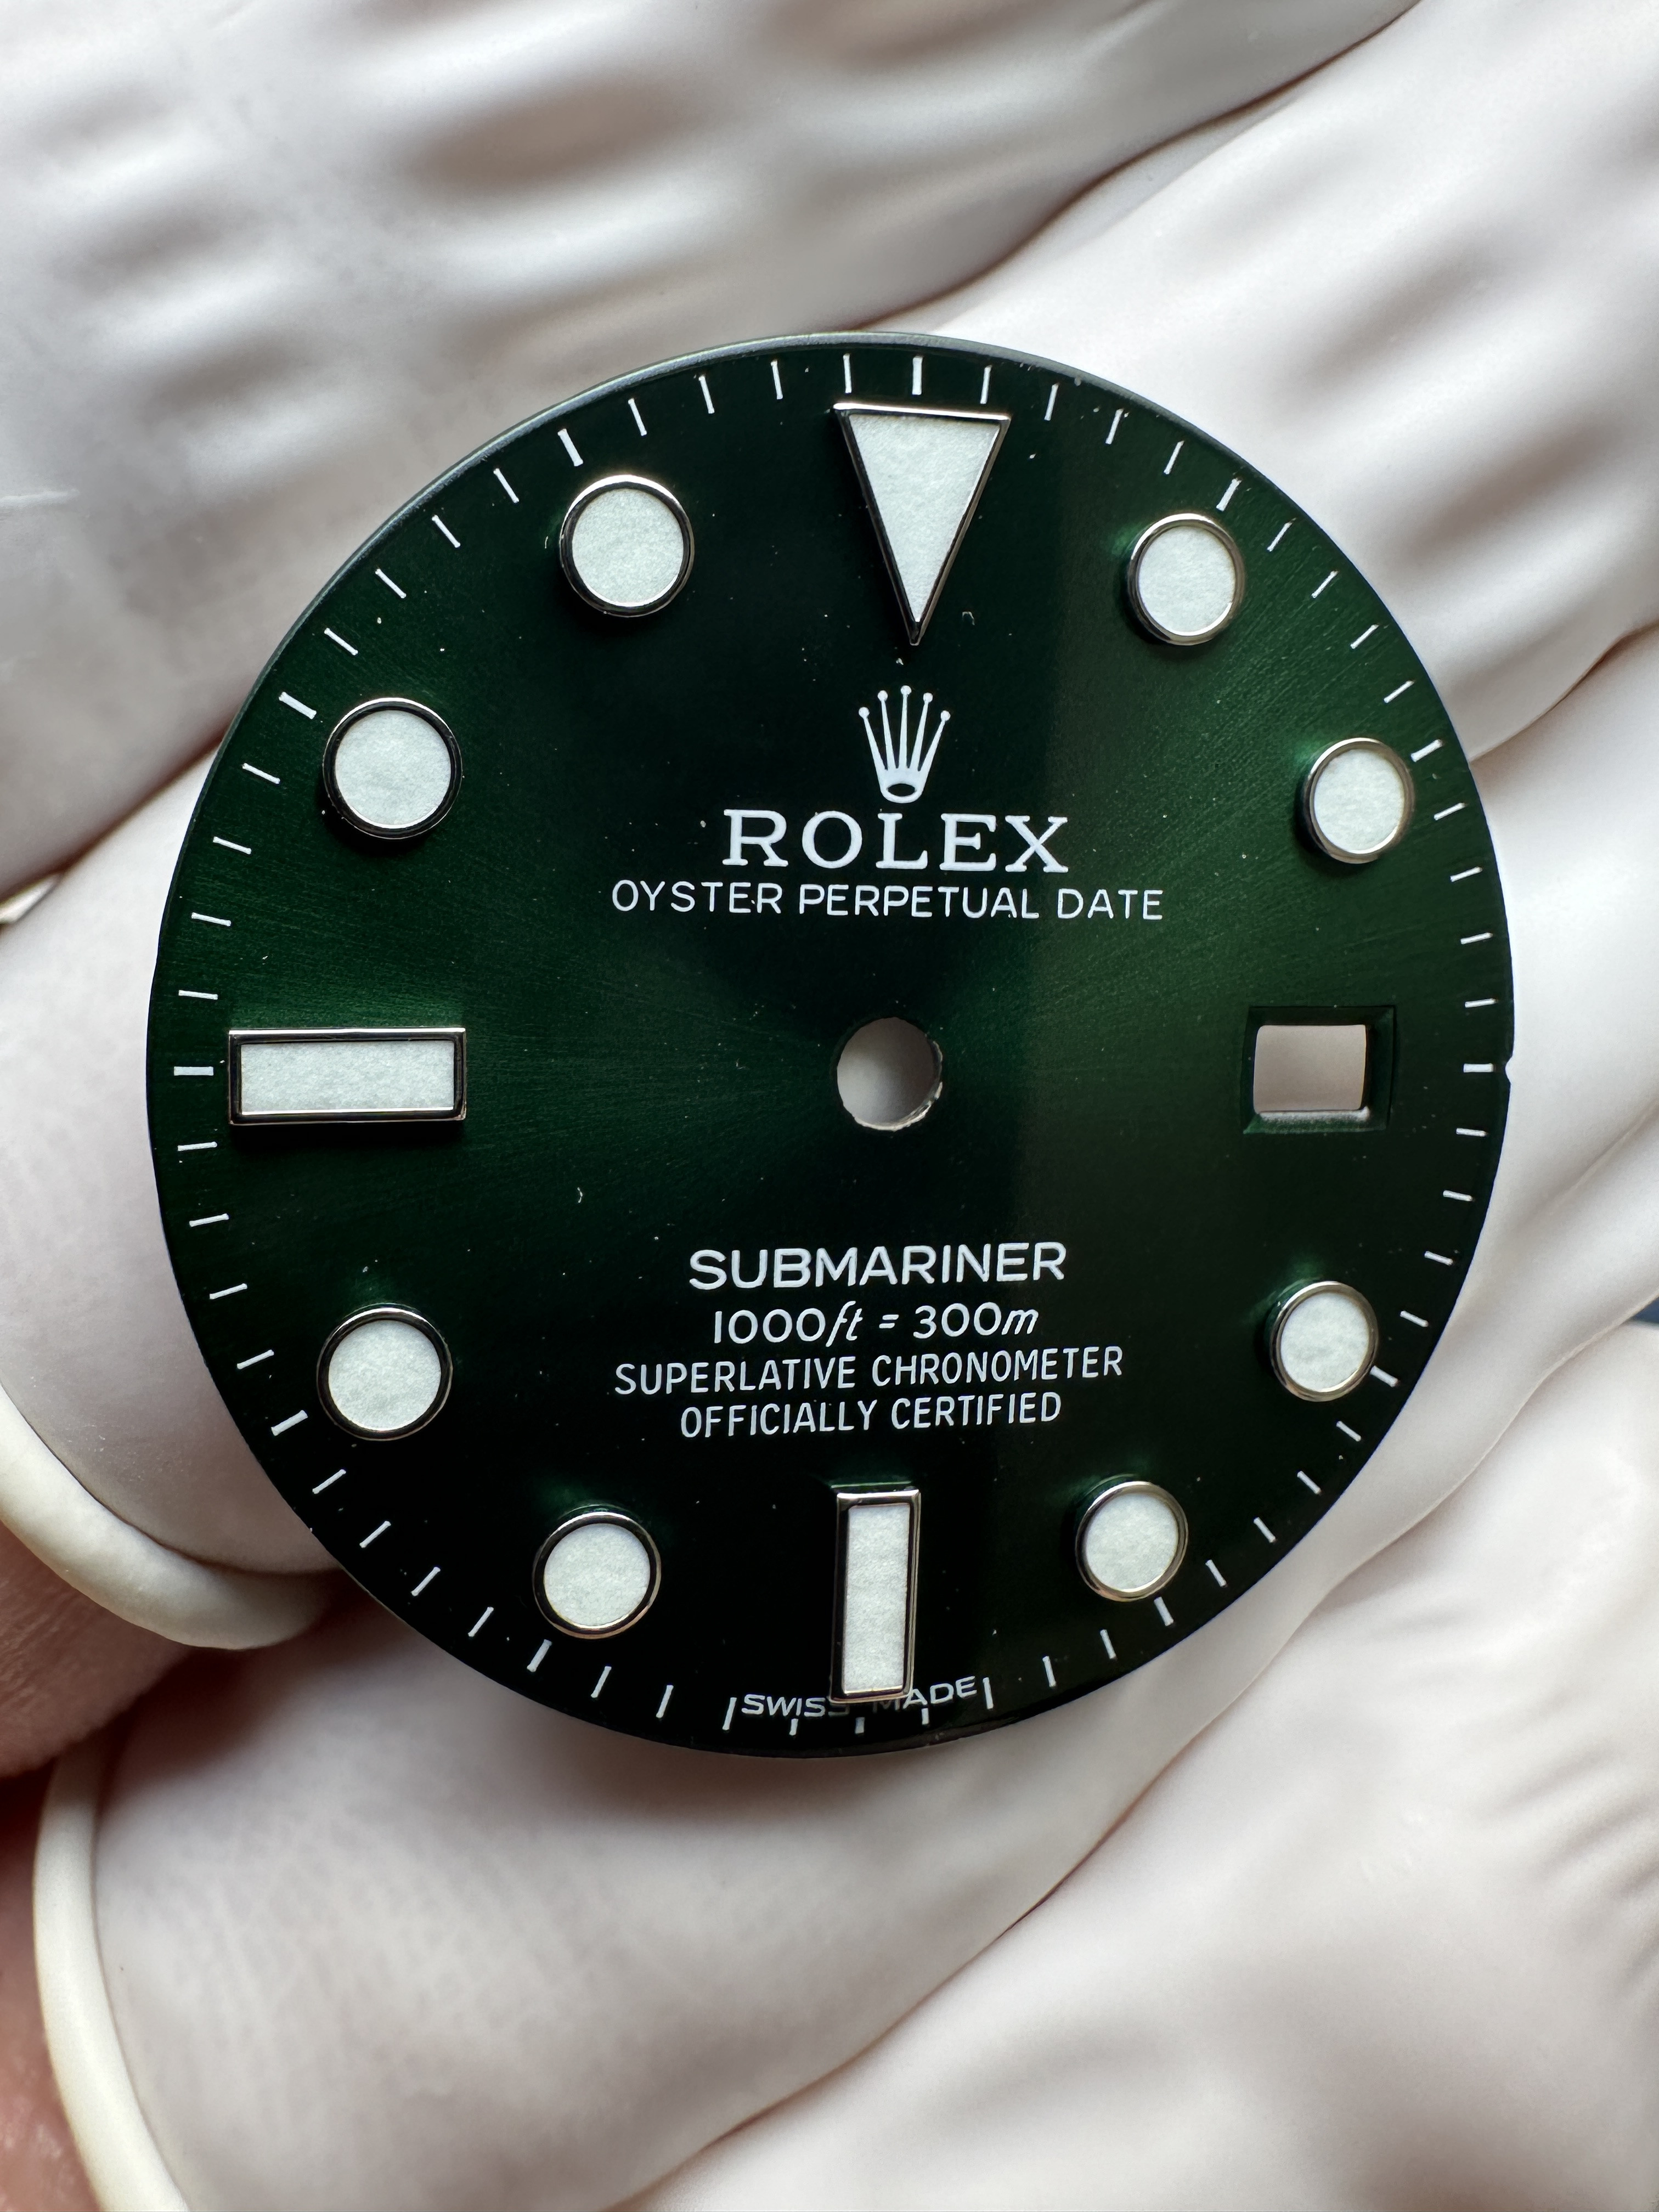 ROLEX
OYSTER PERPETUAL DATE
SUBMARINER
1000ft = 300m
SUPERLATIVE CHRONOMETER
OFFICIALLY CERTIFIED
SWISS MADE